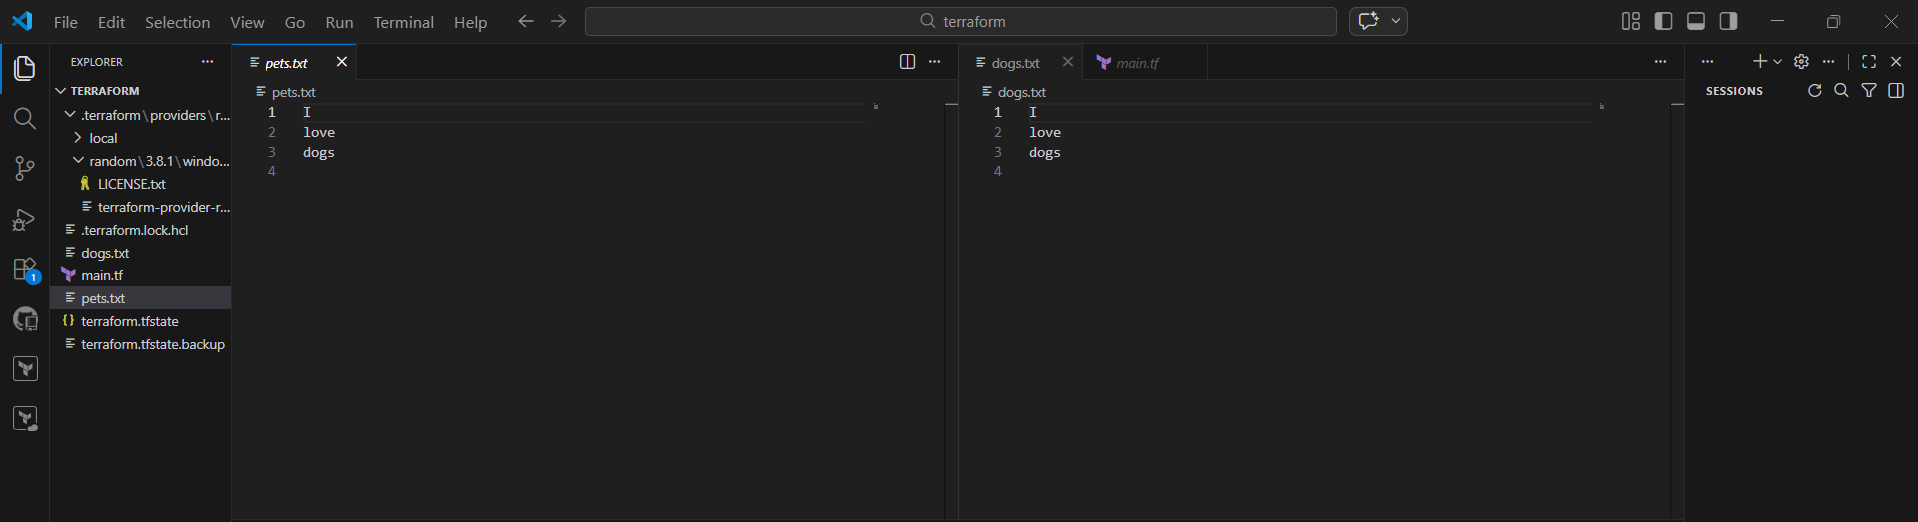 File Edit Selection View Go Run Terminal Help
terraform
EXPLORER
TERRAFORM
.terraform\providers\r...
local
random\3.8.1\windo...
LICENSE.txt
terraform-provider-r...
.terraform.lock.hcl
dogs.txt
main.tf
pets.txt
terraform.tfstate
terraform.tfstate.backup
1
pets.txt
pets.txt
1 I
2 love
3 dogs
4
dogs.txt main.tf
dogs.txt
1 I
2 love
3 dogs
4
SESSIONS